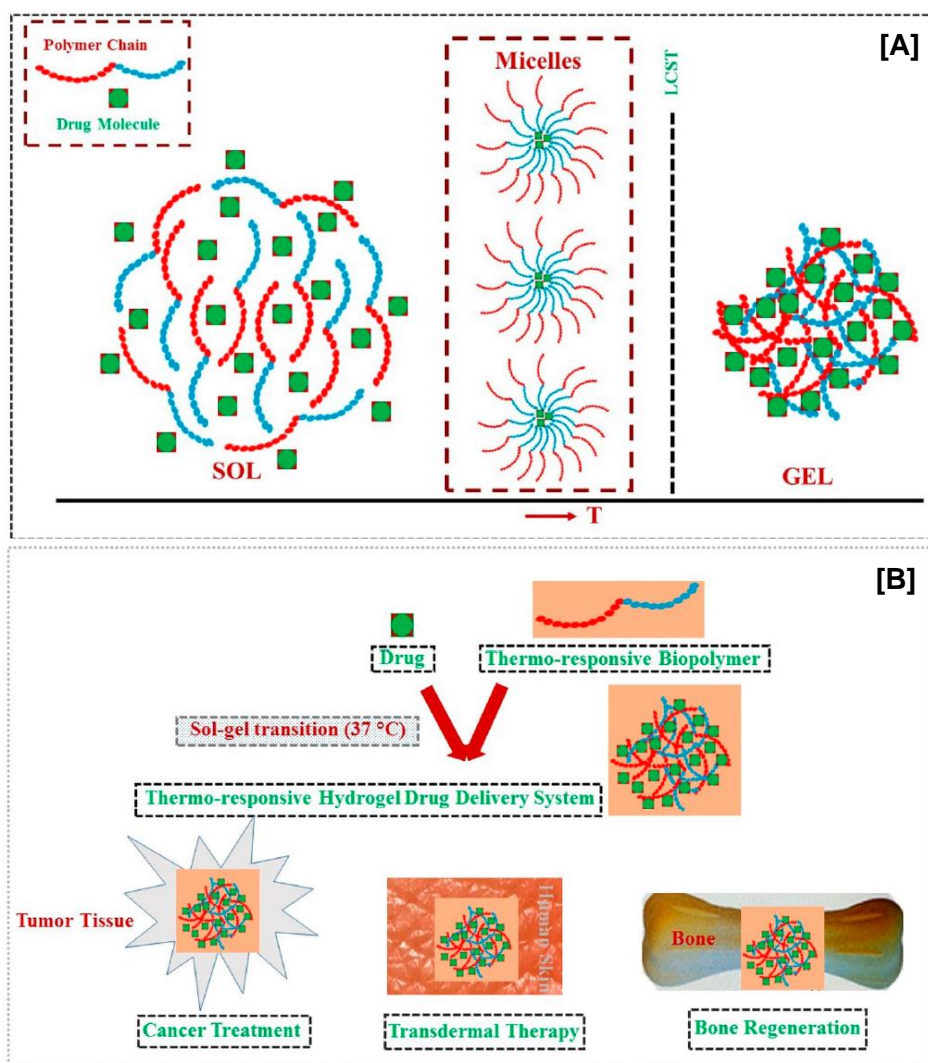 [A]
Polymer Chain
Drug Molecule
Micelles
LCST
SOL
GEL
T
[B]
Drug
Thermo-responsive Biopolymer
Sol-gel transition (37 °C)
Thermo-responsive Hydrogel Drug Delivery System
Tumor Tissue
Human Skin
Bone
Cancer Treatment
Transdermal Therapy
Bone Regeneration